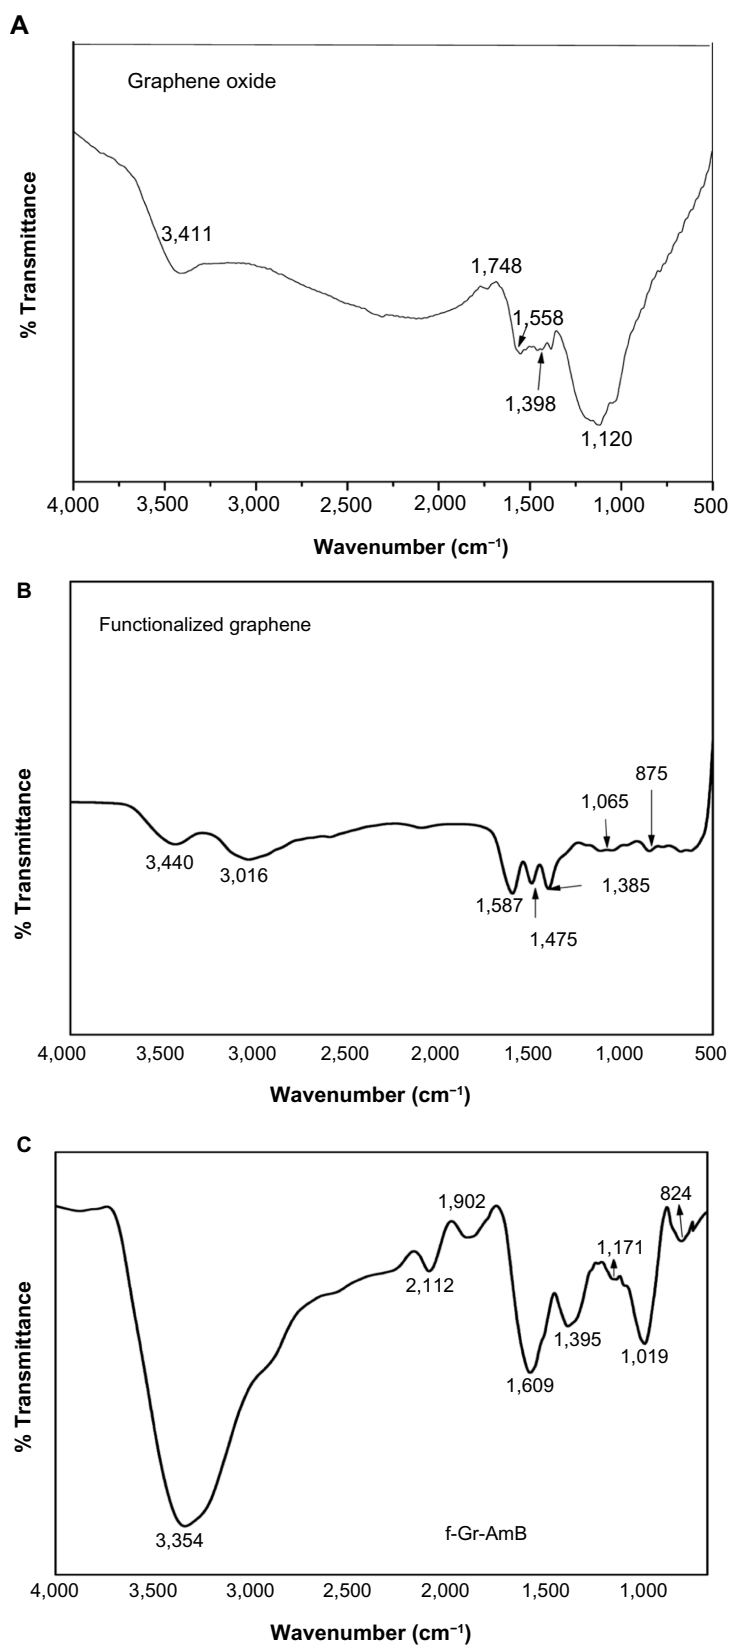 A
Graphene oxide
% Transmittance
3,411
1,748
1,558
1,398
1,120
4,000 3,500 3,000 2,500 2,000 1,500 1,000 500
Wavenumber (cm⁻¹)
B
Functionalized graphene
% Transmittance
875
1,065
3,440
3,016
1,385
1,587
1,475
4,000 3,500 3,000 2,500 2,000 1,500 1,000 500
Wavenumber (cm⁻¹)
C
% Transmittance
1,902
824
1,171
2,112
1,395
1,019
1,609
3,354
f-Gr-AmB
4,000 3,500 3,000 2,500 2,000 1,500 1,000
Wavenumber (cm⁻¹)